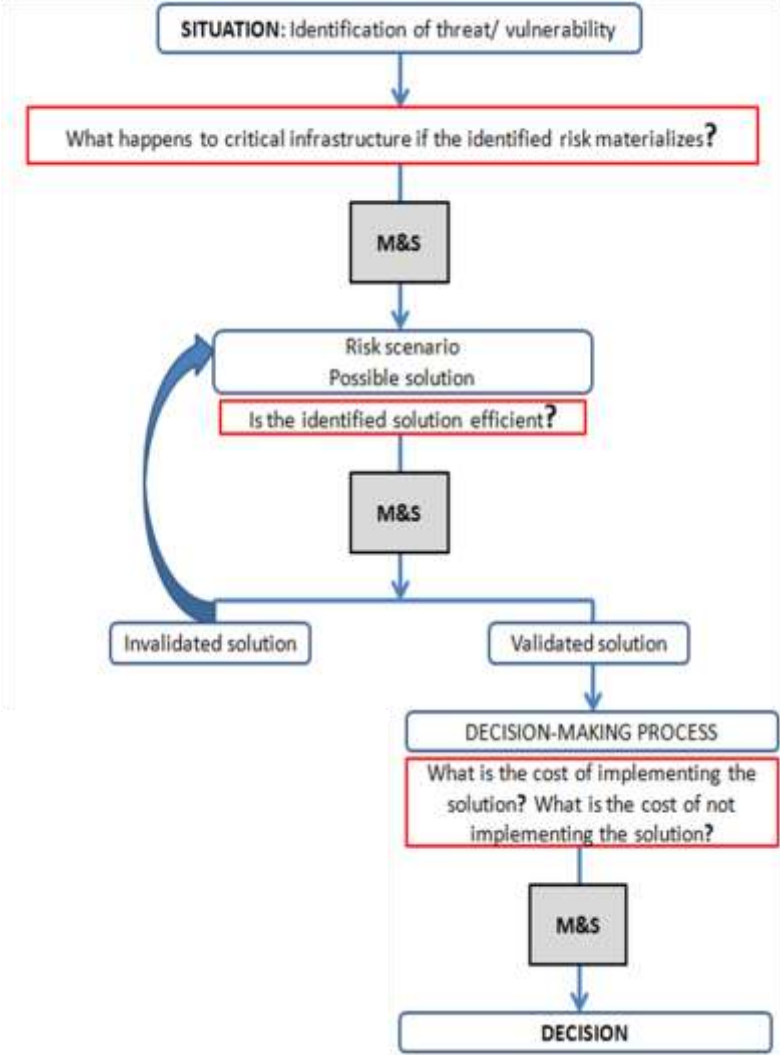 SITUATION: Identification of threat/ vulnerability
What happens to critical infrastructure if the identified risk materializes?
M&S
Risk scenario
Possible solution
Is the identified solution efficient?
M&S
Invalidated solution
Validated solution
DECISION-MAKING PROCESS
What is the cost of implementing the
solution? What is the cost of not
implementing the solution?
M&S
DECISION